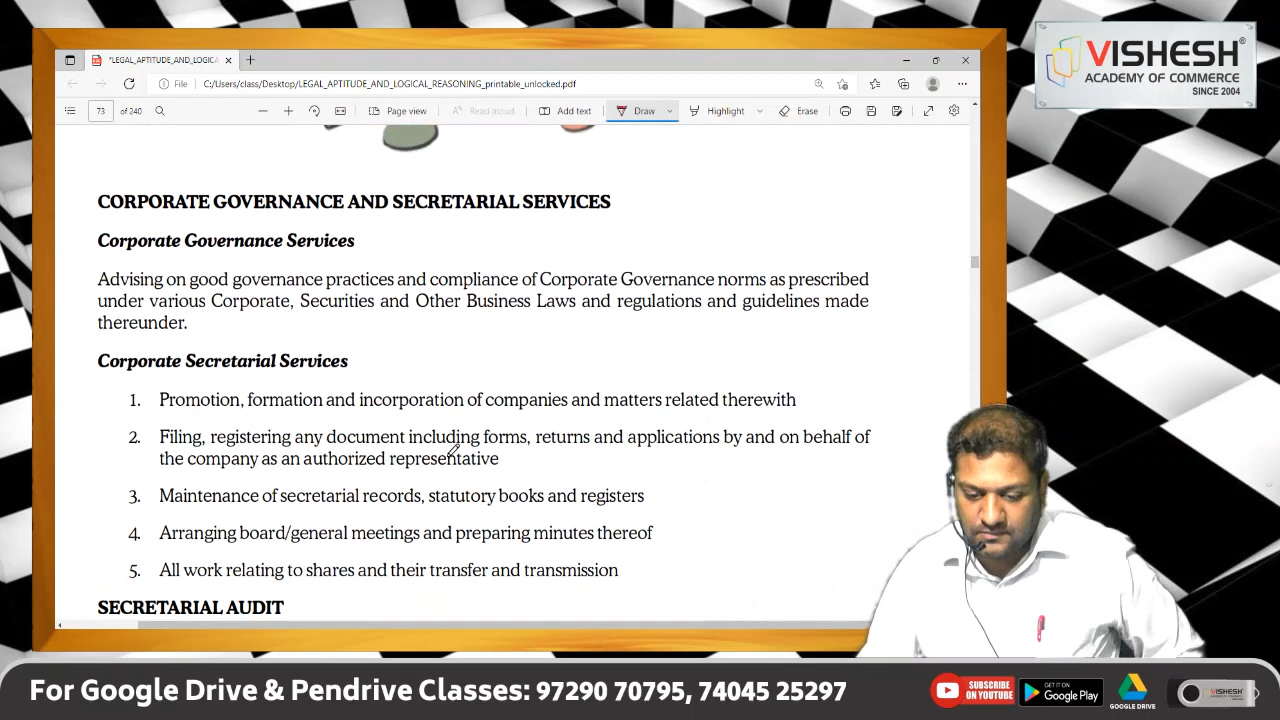 VISHESH®
ACADEMY OF COMMERCE
SINCE 2004
*LEGAL_APTITUDE_AND_LOGICA
File C:/Users/class/Desktop/LEGAL_APTITUDE_AND_LOGICAL_REASONING_printable_unlocked.pdf
73 of 240 Page view Read aloud Add text Draw Highlight Erase
CORPORATE GOVERNANCE AND SECRETARIAL SERVICES
Corporate Governance Services
Advising on good governance practices and compliance of Corporate Governance norms as prescribed
under various Corporate, Securities and Other Business Laws and regulations and guidelines made
thereunder.
Corporate Secretarial Services
1. Promotion, formation and incorporation of companies and matters related therewith
2. Filing, registering any document including forms, returns and applications by and on behalf of
the company as an authorized representative
3. Maintenance of secretarial records, statutory books and registers
4. Arranging board/general meetings and preparing minutes thereof
5. All work relating to shares and their transfer and transmission
SECRETARIAL AUDIT
For Google Drive & Pendrive Classes: 97290 70795, 74045 25297
SUBSCRIBE
ON YOUTUBE
GET IT ON
Google Play
GOOGLE DRIVE
VISHESH